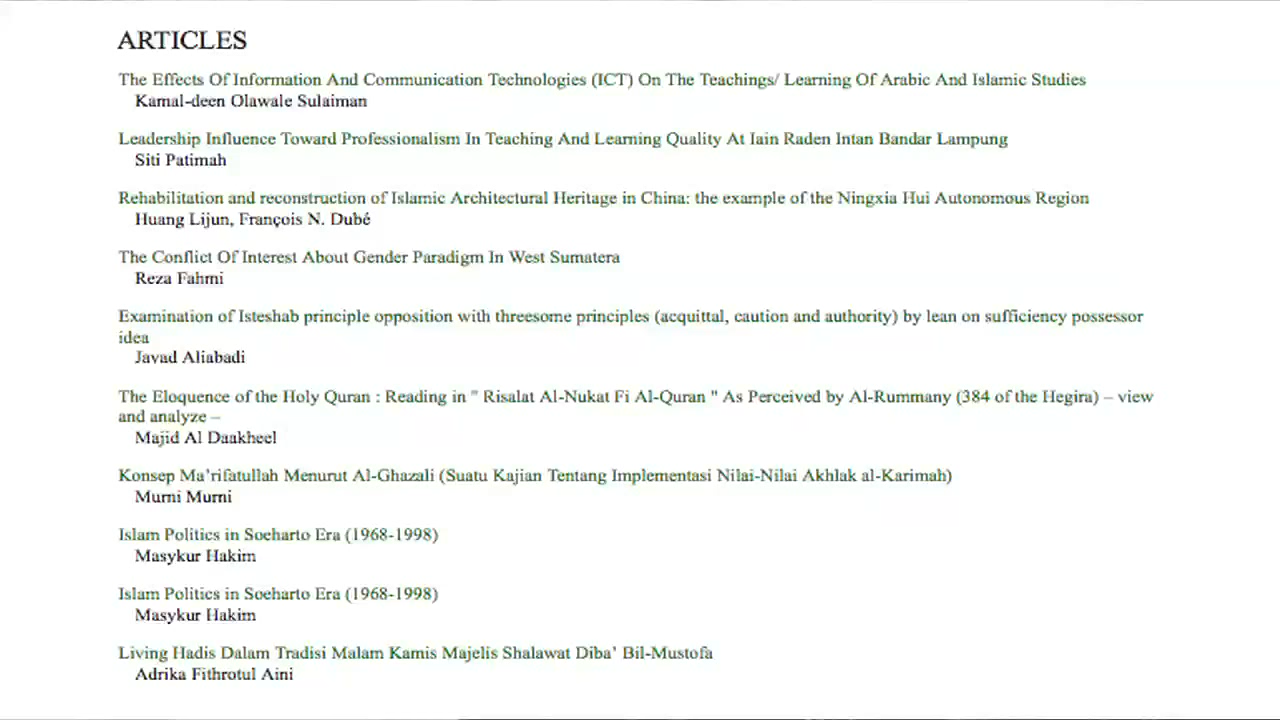 ARTICLES
The Effects Of Information And Communication Technologies (ICT) On The Teachings/ Learning Of Arabic And Islamic Studies
Kamal-deen Olawale Sulaiman
Leadership Influence Toward Professionalism In Teaching And Learning Quality At Iain Raden Intan Bandar Lampung
Siti Patimah
Rehabilitation and reconstruction of Islamic Architectural Heritage in China: the example of the Ningxia Hui Autonomous Region
Huang Lijun, François N. Dubé
The Conflict Of Interest About Gender Paradigm In West Sumatera
Reza Fahmi
Examination of Isteshab principle opposition with threesome principles (acquittal, caution and authority) by lean on sufficiency possessor
idea
Javad Aliabadi
The Eloquence of the Holy Quran : Reading in " Risalat Al-Nukat Fi Al-Quran " As Perceived by Al-Rummany (384 of the Hegira) – view
and analyze –
Majid Al Daakheel
Konsep Ma’rifatullah Menurut Al-Ghazali (Suatu Kajian Tentang Implementasi Nilai-Nilai Akhlak al-Karimah)
Murni Murni
Islam Politics in Soeharto Era (1968-1998)
Masykur Hakim
Islam Politics in Soeharto Era (1968-1998)
Masykur Hakim
Living Hadis Dalam Tradisi Malam Kamis Majelis Shalawat Diba’ Bil-Mustofa
Adrika Fithrotul Aini